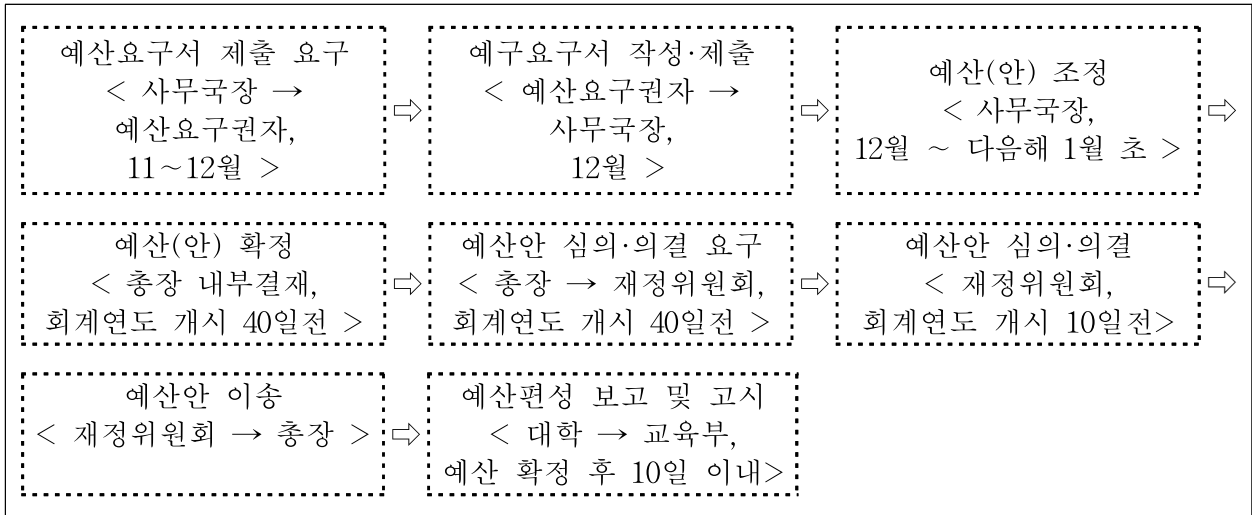 예산요구서 제출 요구
< 사무국장 →
예산요구권자,
11~12월 >
⇨
예구요구서 작성·제출
< 예산요구권자 →
사무국장,
12월 >
⇨
예산(안) 조정
< 사무국장,
12월 ~ 다음해 1월 초 >
⇨
예산(안) 확정
< 총장 내부결재,
회계연도 개시 40일전 >
⇨
예산안 심의·의결 요구
< 총장 → 재정위원회,
회계연도 개시 40일전 >
⇨
예산안 심의·의결
< 재정위원회,
회계연도 개시 10일전>
⇨
예산안 이송
< 재정위원회 → 총장 >
⇨
예산편성 보고 및 고시
< 대학 → 교육부,
예산 확정 후 10일 이내>